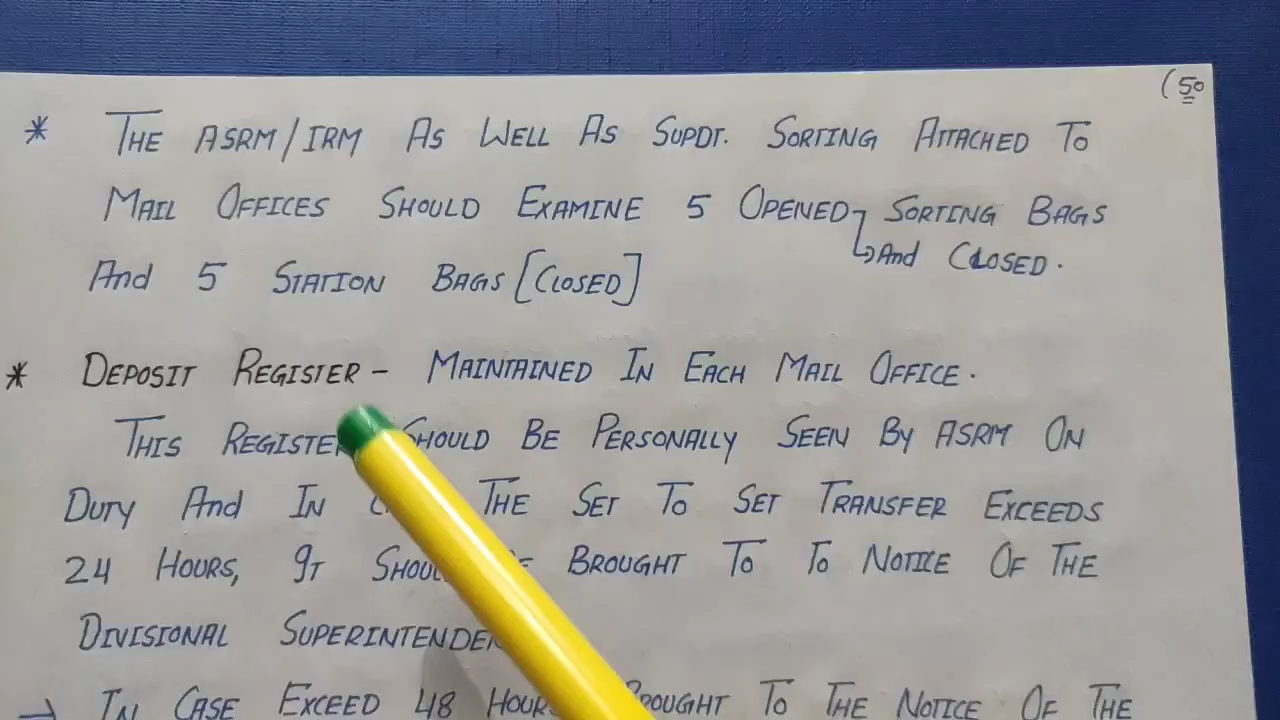 (50
* THE ASRM/IRM AS WELL AS SUPDT. SORTING ATTACHED TO
MAIL OFFICES SHOULD EXAMINE 5 OPENED SORTING BAGS
And CLOSED.
And 5 STATION BAGS [CLOSED]
* DEPOSIT REGISTER - MAINTAINED IN EACH MAIL OFFICE.
THIS REGISTER SHOULD BE PERSONALLY SEEN BY ASRM ON
DUTY And IN THE SET TO SET TRANSFER EXCEEDS
24 HOURS, IT BROUGHT TO TO NOTICE OF THE
DIVISIONAL
→ IN CASE EXCEED 48 BROUGHT TO THE NOTICE OF THE